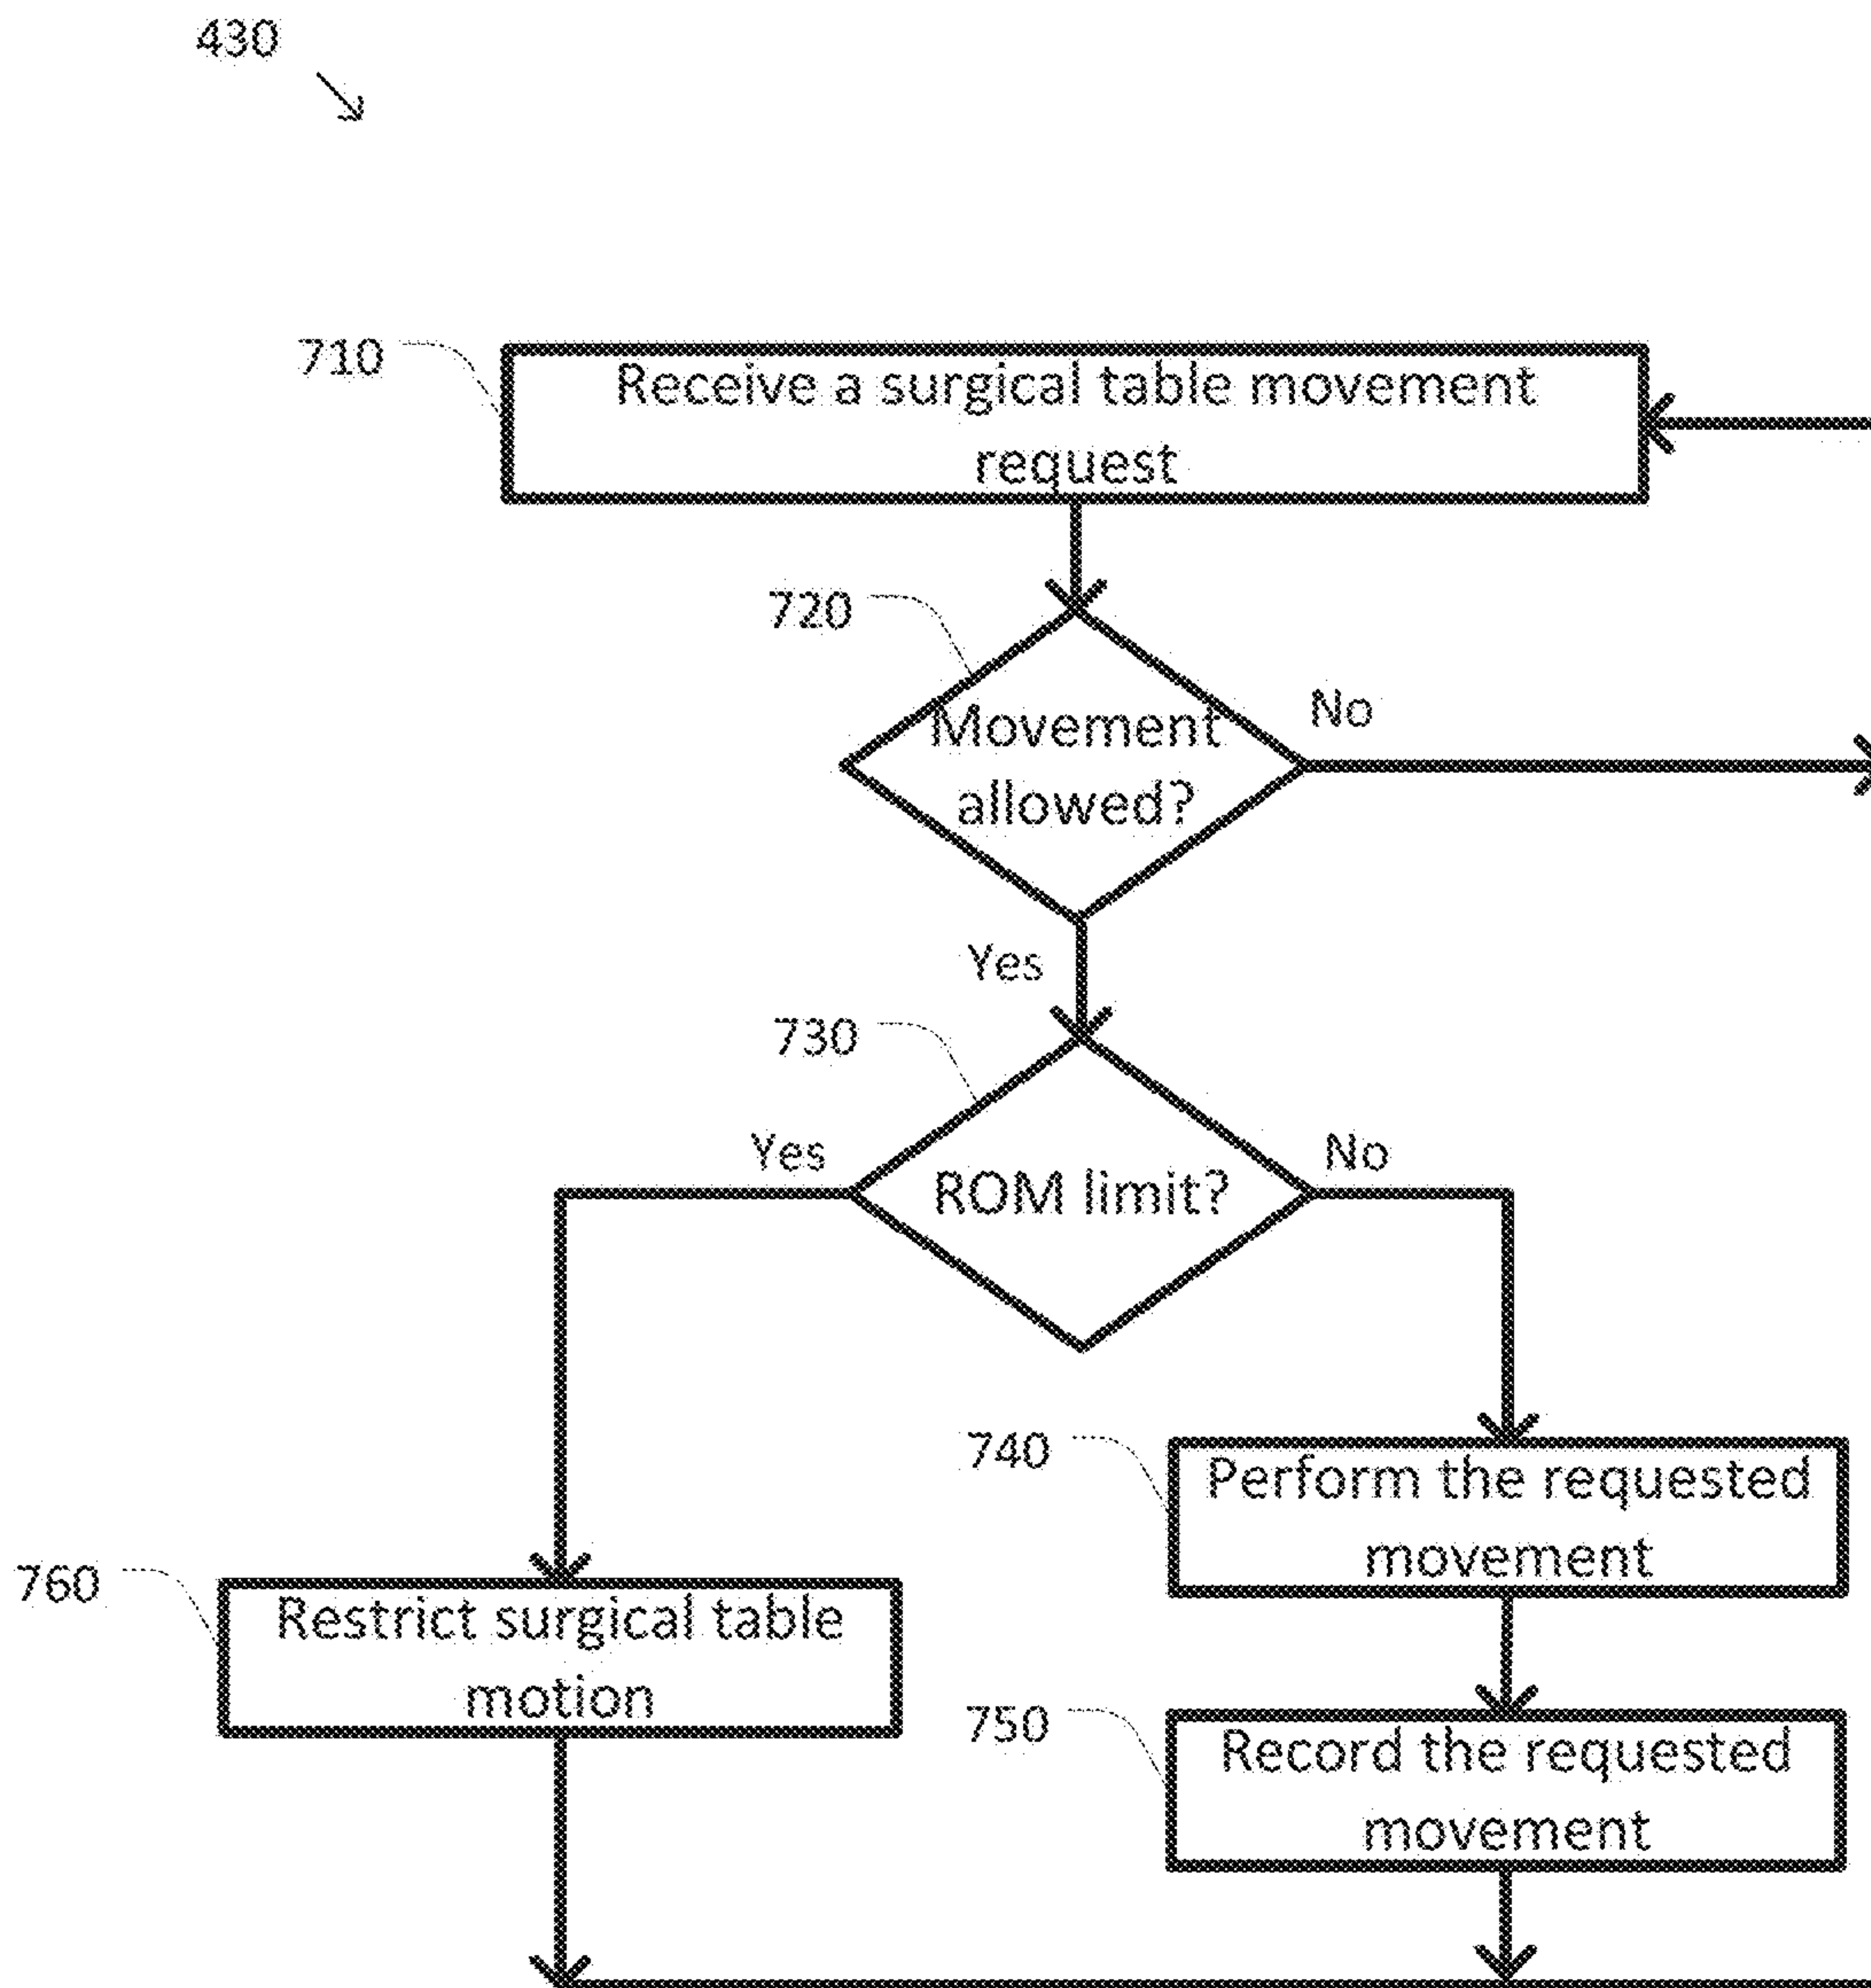 430
710
Receive a surgical table movement
request
720
Movement
allowed?
No
Yes
730
Yes
ROM limit?
No
740
Perform the requested
movement
760
Restrict surgical table
motion
750
Record the requested
movement